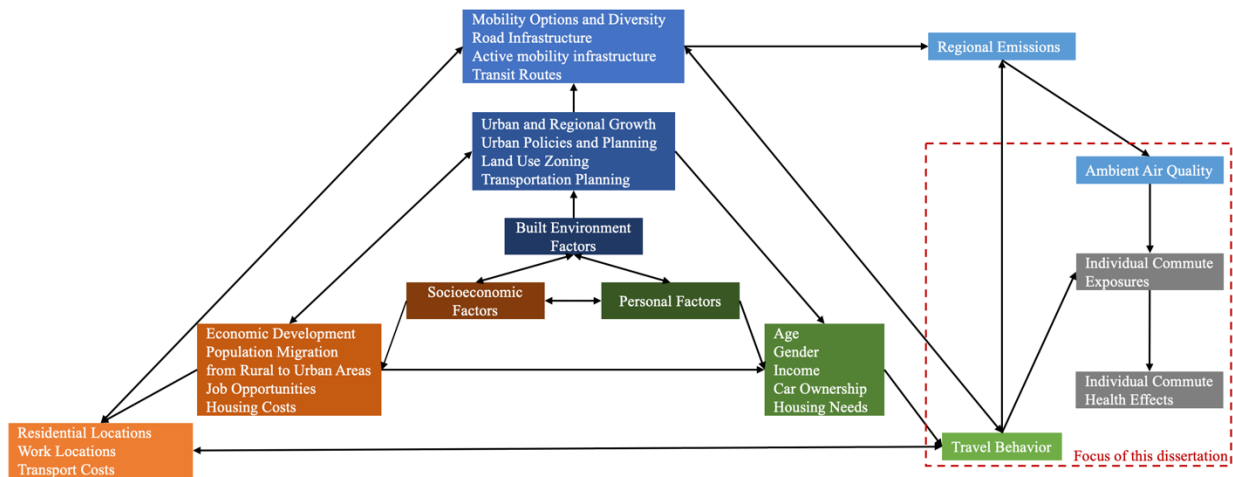 Mobility Options and Diversity
Road Infrastructure
Active mobility infrastructure
Transit Routes
Regional Emissions
Urban and Regional Growth
Urban Policies and Planning
Land Use Zoning
Transportation Planning
Ambient Air Quality
Built Environment
Factors
Socioeconomic
Factors
Personal Factors
Individual Commute
Exposures
Economic Development
Population Migration
from Rural to Urban Areas
Job Opportunities
Housing Costs
Age
Gender
Income
Car Ownership
Housing Needs
Individual Commute
Health Effects
Residential Locations
Work Locations
Transport Costs
Travel Behavior
Focus of this dissertation